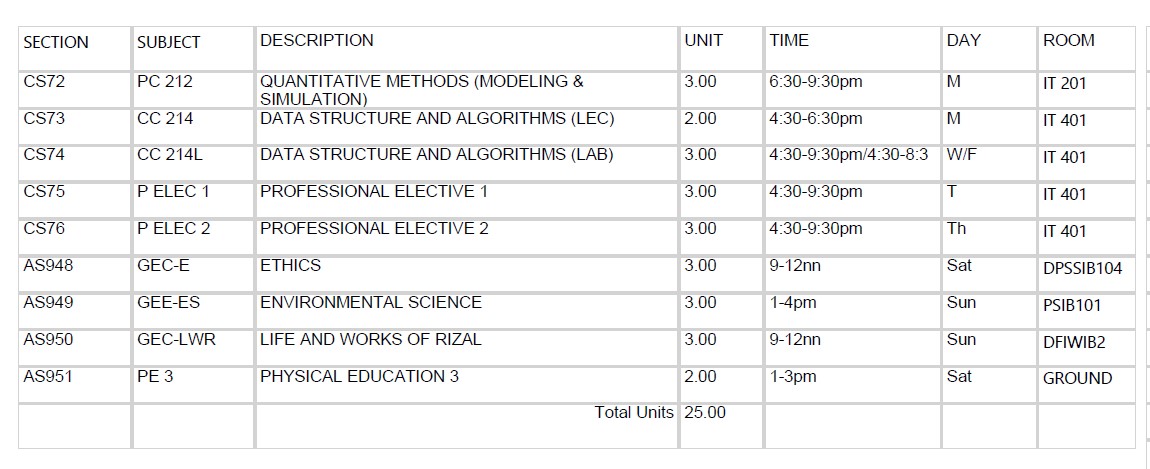 SECTION SUBJECT DESCRIPTION UNIT TIME DAY ROOM
CS72 PC 212 QUANTITATIVE METHODS (MODELING & SIMULATION) 3.00 6:30-9:30pm M IT 201
CS73 CC 214 DATA STRUCTURE AND ALGORITHMS (LEC) 2.00 4:30-6:30pm M IT 401
CS74 CC 214L DATA STRUCTURE AND ALGORITHMS (LAB) 3.00 4:30-9:30pm/4:30-8:3 W/F IT 401
CS75 P ELEC 1 PROFESSIONAL ELECTIVE 1 3.00 4:30-9:30pm T IT 401
CS76 P ELEC 2 PROFESSIONAL ELECTIVE 2 3.00 4:30-9:30pm Th IT 401
AS948 GEC-E ETHICS 3.00 9-12nn Sat DPSSIB104
AS949 GEE-ES ENVIRONMENTAL SCIENCE 3.00 1-4pm Sun PSIB101
AS950 GEC-LWR LIFE AND WORKS OF RIZAL 3.00 9-12nn Sun DFIWIB2
AS951 PE 3 PHYSICAL EDUCATION 3 2.00 1-3pm Sat GROUND
Total Units 25.00